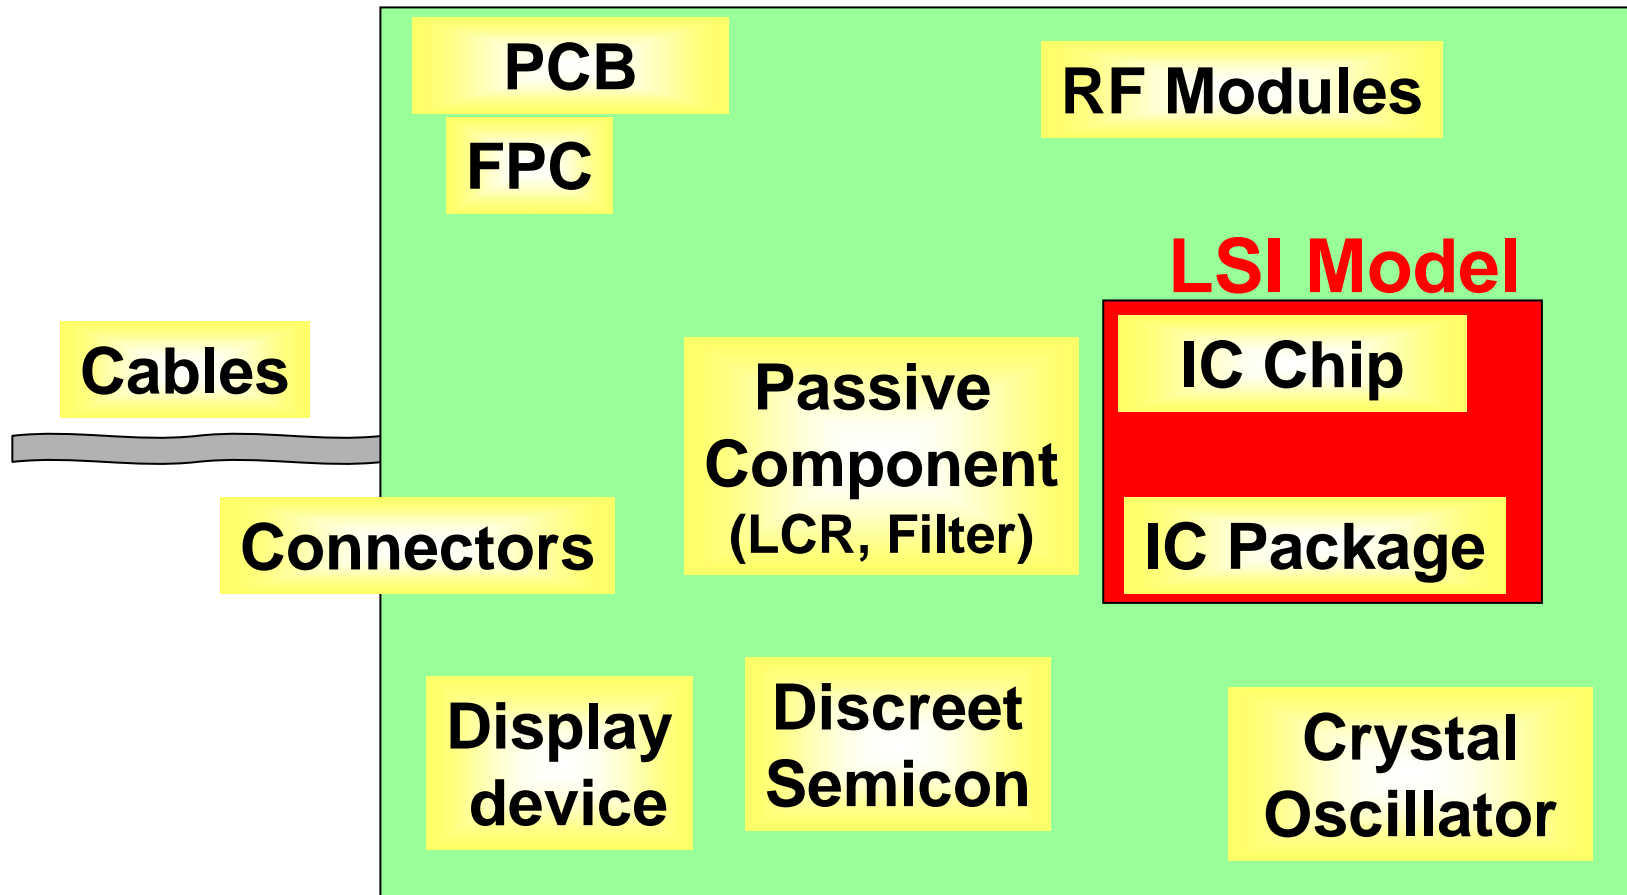 PCB
RF Modules
FPC
LSI Model
Cables
IC Chip
Passive
Component
(LCR, Filter)
Connectors
IC Package
Display
device
Discreet
Semicon
Crystal
Oscillator